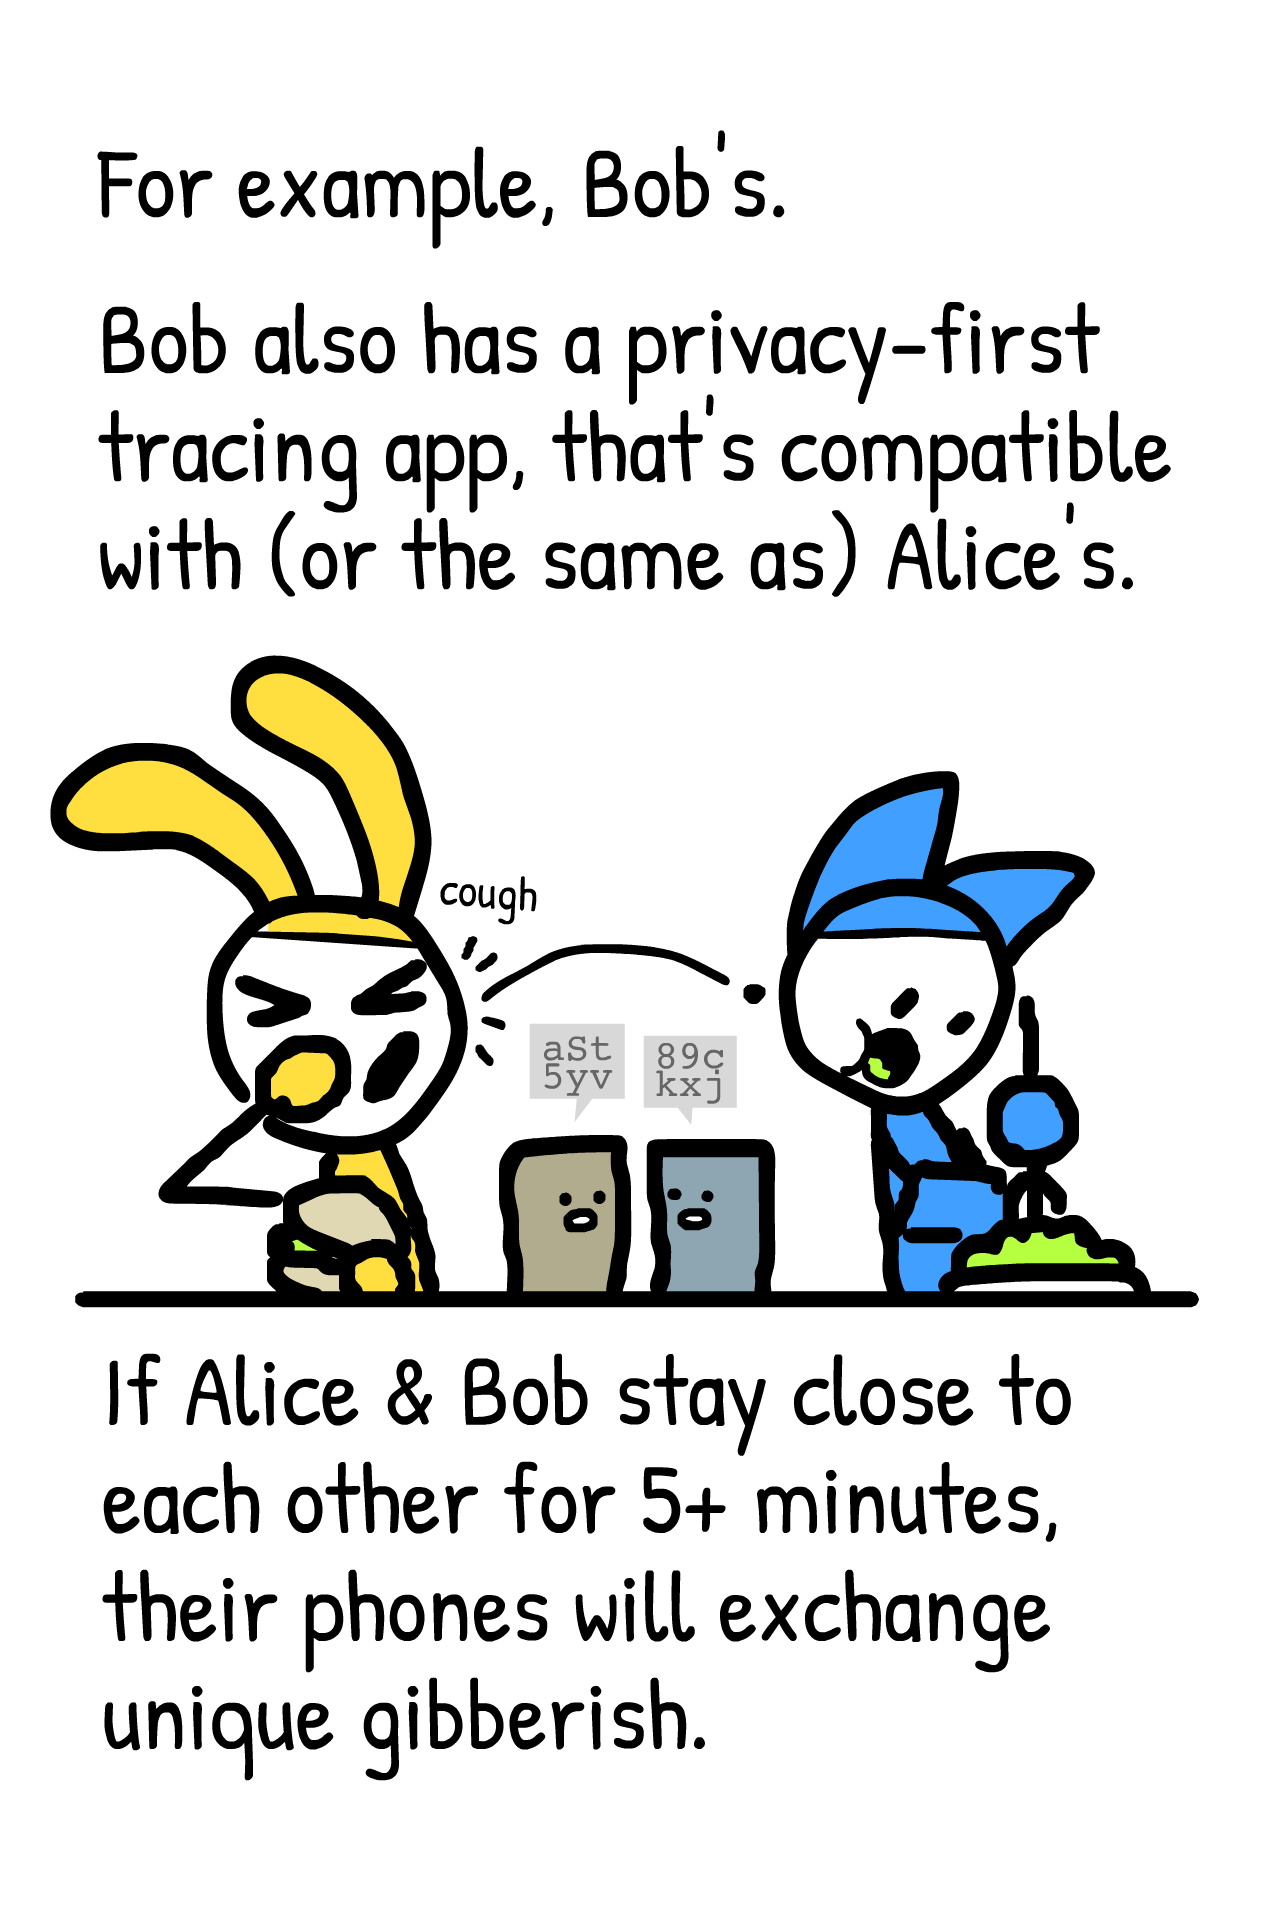 For example, Bob's.
Bob also has a privacy-first
tracing app, that's compatible
with (or the same as) Alice's.
cough
aSt
5yv
89c
kxj
If Alice & Bob stay close to
each other for 5+ minutes,
their phones will exchange
unique gibberish.